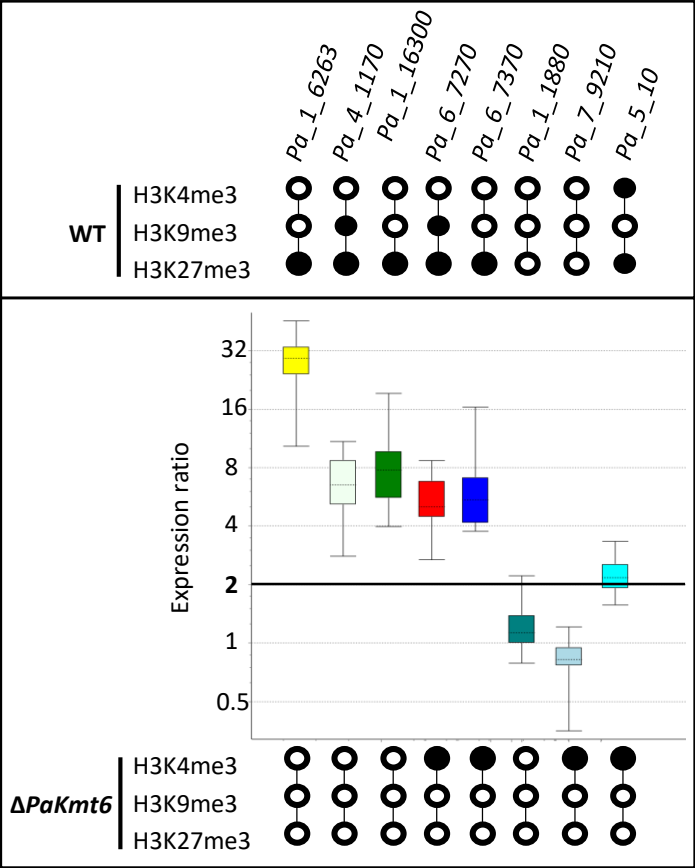 Pa_1_6263
Pa_4_1170
Pa_1_16300
Pa_6_7270
Pa_6_7370
Pa_1_1880
Pa_7_9210
Pa_5_10
WT
H3K4me3
H3K9me3
H3K27me3
Expression ratio
32
16
8
4
2
1
0.5
ΔPaKmt6
H3K4me3
H3K9me3
H3K27me3